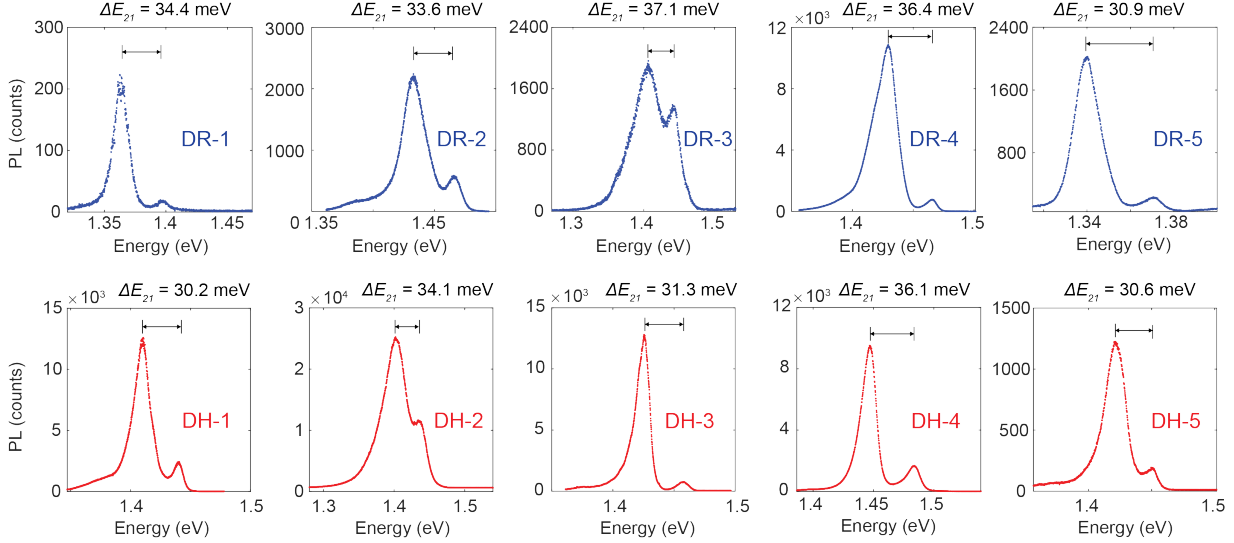 ΔE21 = 34.4 meV
300
200
100
0
PL (counts)
DR-1
1.35
1.4
1.45
Energy (eV)
ΔE21 = 33.6 meV
3000
2000
1000
0
DR-2
1.35
1.45
Energy (eV)
ΔE21 = 37.1 meV
2400
1600
800
0
DR-3
1.3
1.4
1.5
Energy (eV)
ΔE21 = 36.4 meV
× 10³
12
8
4
0
DR-4
1.4
1.5
Energy (eV)
ΔE21 = 30.9 meV
2400
1600
800
DR-5
1.34
1.38
Energy (eV)
ΔE21 = 30.2 meV
× 10³
15
10
5
0
PL (counts)
DH-1
1.4
1.5
Energy (eV)
ΔE21 = 34.1 meV
× 10⁴
3
2
1
0
DH-2
1.3
1.4
1.5
Energy (eV)
ΔE21 = 31.3 meV
× 10³
15
10
5
0
DH-3
1.4
1.5
Energy (eV)
ΔE21 = 36.1 meV
× 10³
12
8
4
0
DH-4
1.4
1.45
1.5
Energy (eV)
ΔE21 = 30.6 meV
1500
1000
500
0
DH-5
1.4
1.5
Energy (eV)